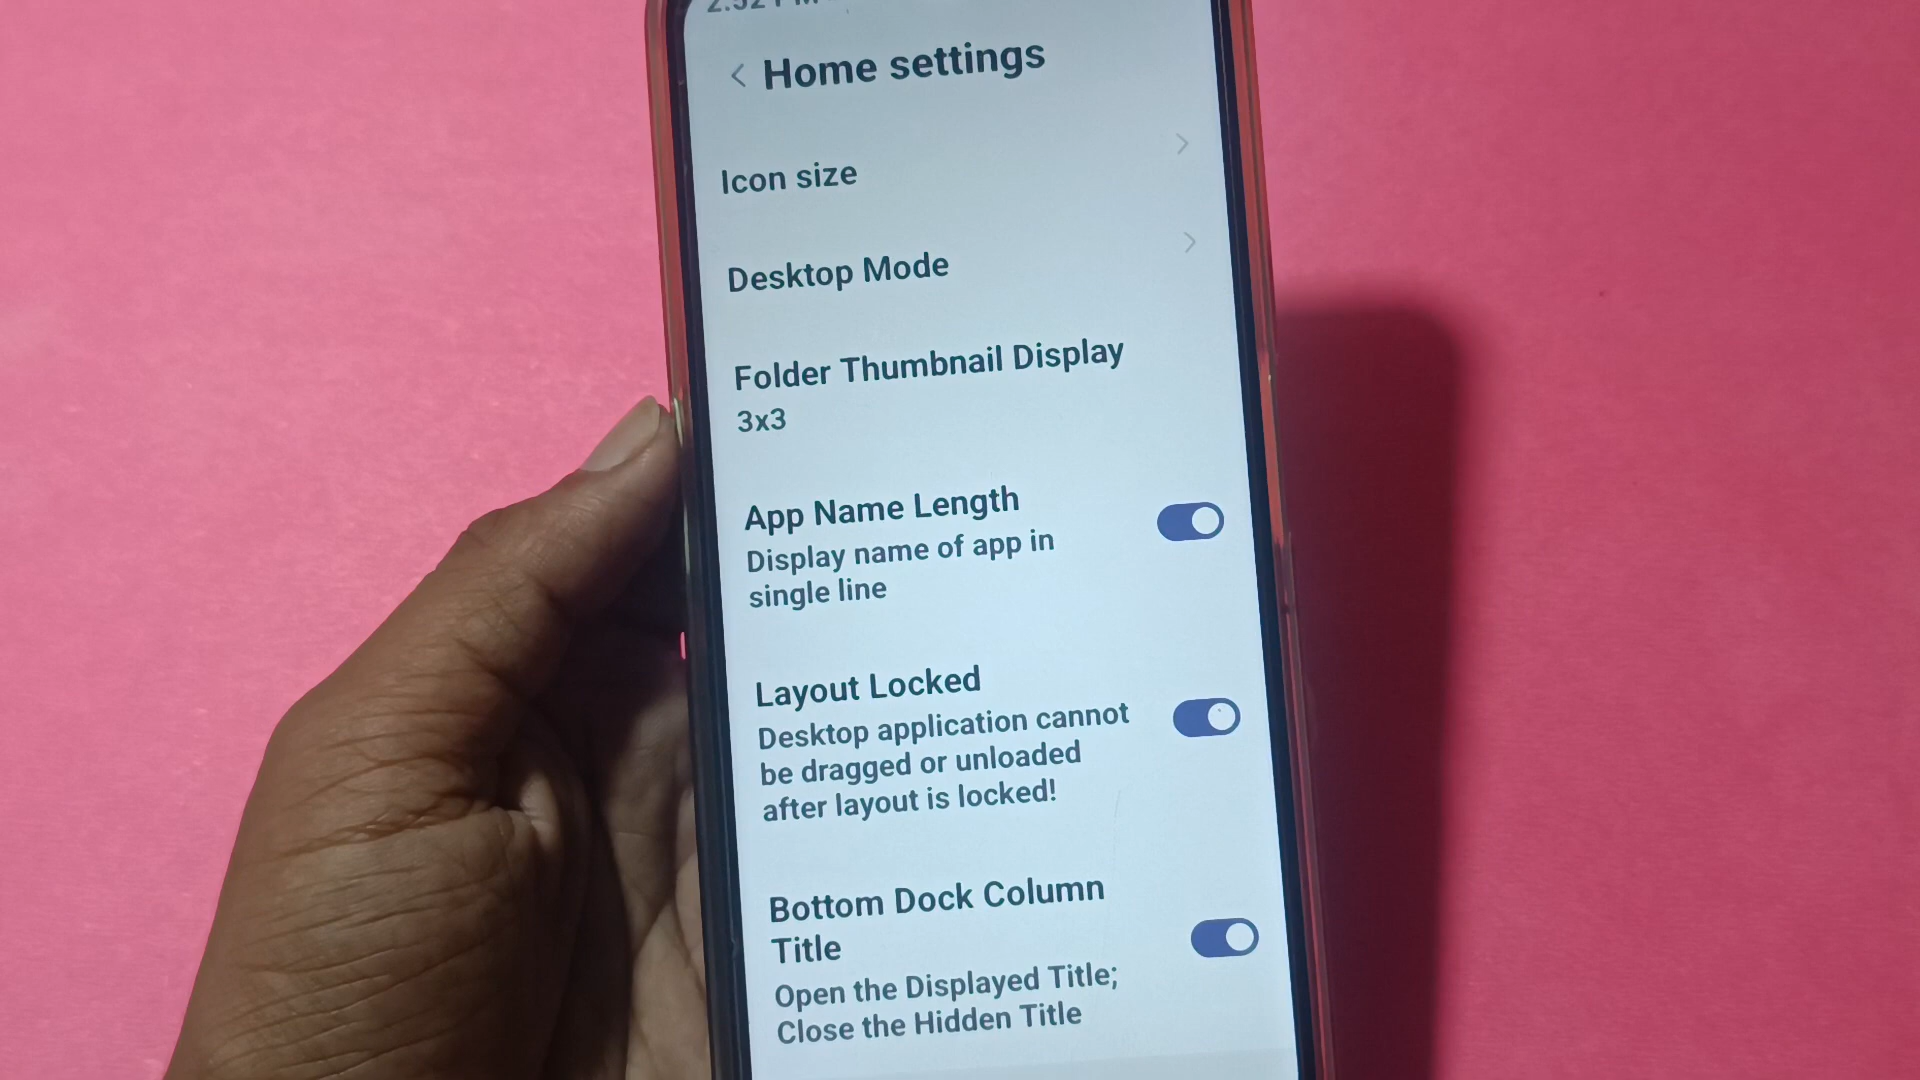 Home settings
Icon size
Desktop Mode
Folder Thumbnail Display
3x3
App Name Length
Display name of app in
single line
Layout Locked
Desktop application cannot
be dragged or unloaded
after layout is locked!
Bottom Dock Column
Title
Open the Displayed Title;
Close the Hidden Title